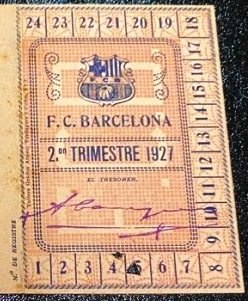 24 23 22 21 20 19 18
17
16
15
14
13
12
11
10
9
F C B
F. C. BARCELONA
2.on TRIMESTRE 1927
EL TRESORER,
N.º DE REGISTRE
1 2 3 4 5 6 7 8